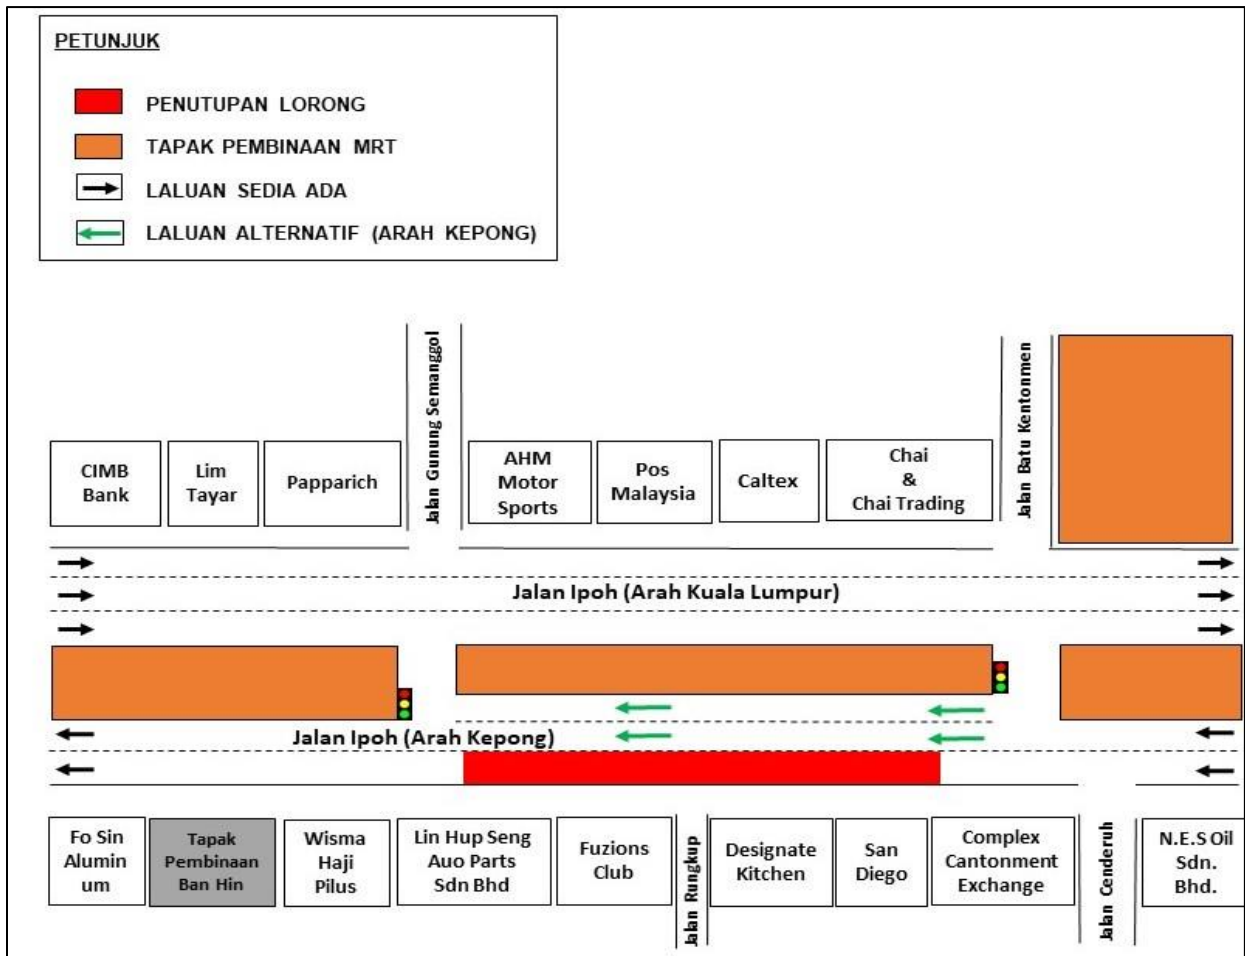 PETUNJUK
PENUTUPAN LORONG
TAPAK PEMBINAAN MRT
LALUAN SEDIA ADA
LALUAN ALTERNATIF (ARAH KEPONG)
Jalan Gunung Semanggol
Jalan Batu Kentonmen
CIMB
Bank
Lim
Tayar
Papparich
AHM
Motor
Sports
Pos
Malaysia
Caltex
Chai
&
Chai Trading
Jalan Ipoh (Arah Kuala Lumpur)
Jalan Ipoh (Arah Kepong)
Fo Sin
Alumin
um
Tapak
Pembinaan
Ban Hin
Wisma
Haji
Pilus
Lin Hup Seng
Auo Parts
Sdn Bhd
Fuzions
Club
Jalan Rungkup
Designate
Kitchen
San
Diego
Complex
Cantonment
Exchange
Jalan Cenderuh
N.E.S Oil
Sdn.
Bhd.